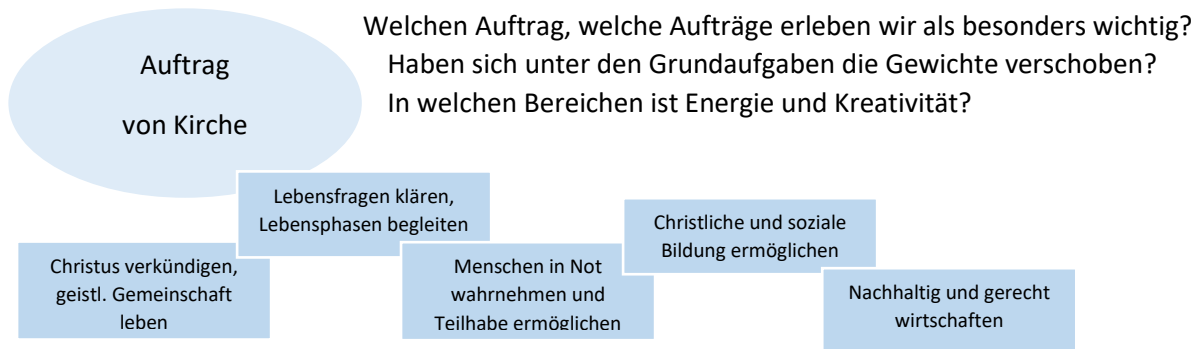 Welchen Auftrag, welche Aufträge erleben wir als besonders wichtig?
Haben sich unter den Grundaufgaben die Gewichte verschoben?
In welchen Bereichen ist Energie und Kreativität?
Auftrag
von Kirche
Christus verkündigen,
geistl. Gemeinschaft
leben
Lebensfragen klären,
Lebensphasen begleiten
Menschen in Not
wahrnehmen und
Teilhabe ermöglichen
Christliche und soziale
Bildung ermöglichen
Nachhaltig und gerecht
wirtschaften